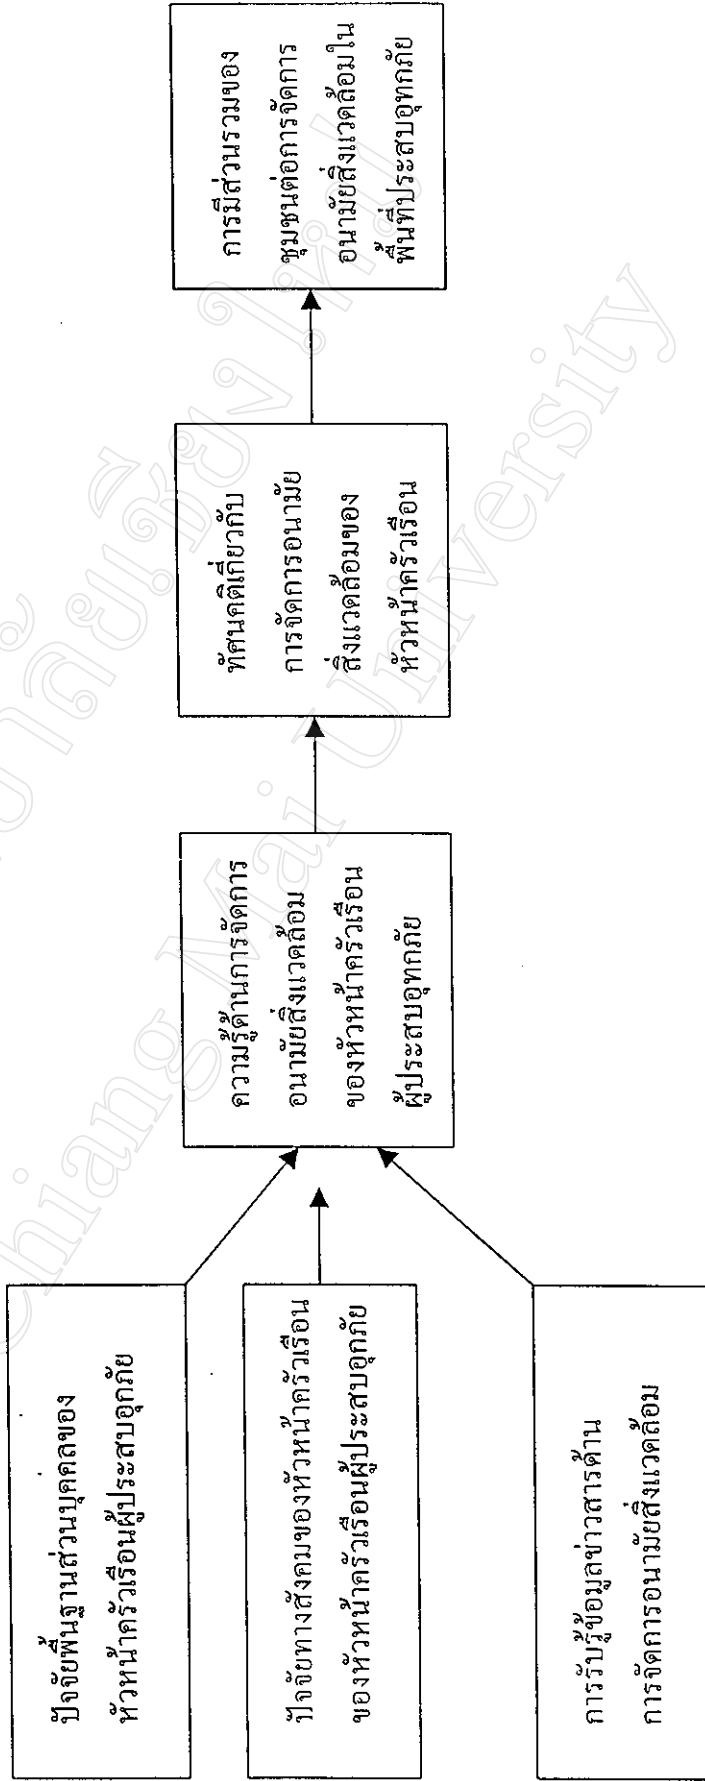 ปัจจัยพื้นฐานส่วนบุคคลของ
หัวหน้าครัวเรือนผู้ประสบอุกภัย
ปัจจัยทางสังคมของหัวหน้าครัวเรือน
ของหัวหน้าครัวเรือนผู้ประสบอุกภัย
การรับรู้ข้อมูลข่าวสารด้าน
การจัดการอนามัยสิ่งแวดล้อม
ความรู้ด้านการจัดการ
อนามัยสิ่งแวดล้อม
ของหัวหน้าครัวเรือน
ผู้ประสบอุทกภัย
ทัศนคติเกี่ยวกับ
การจัดการอนามัย
สิ่งแวดล้อมของ
หัวหน้าครัวเรือน
การมีส่วนรวมของ
ชุมชนต่อการจัดการ
อนามัยสิ่งแวดล้อมใน
พื้นที่ประสบอุทกภัย
Chiang Mai University